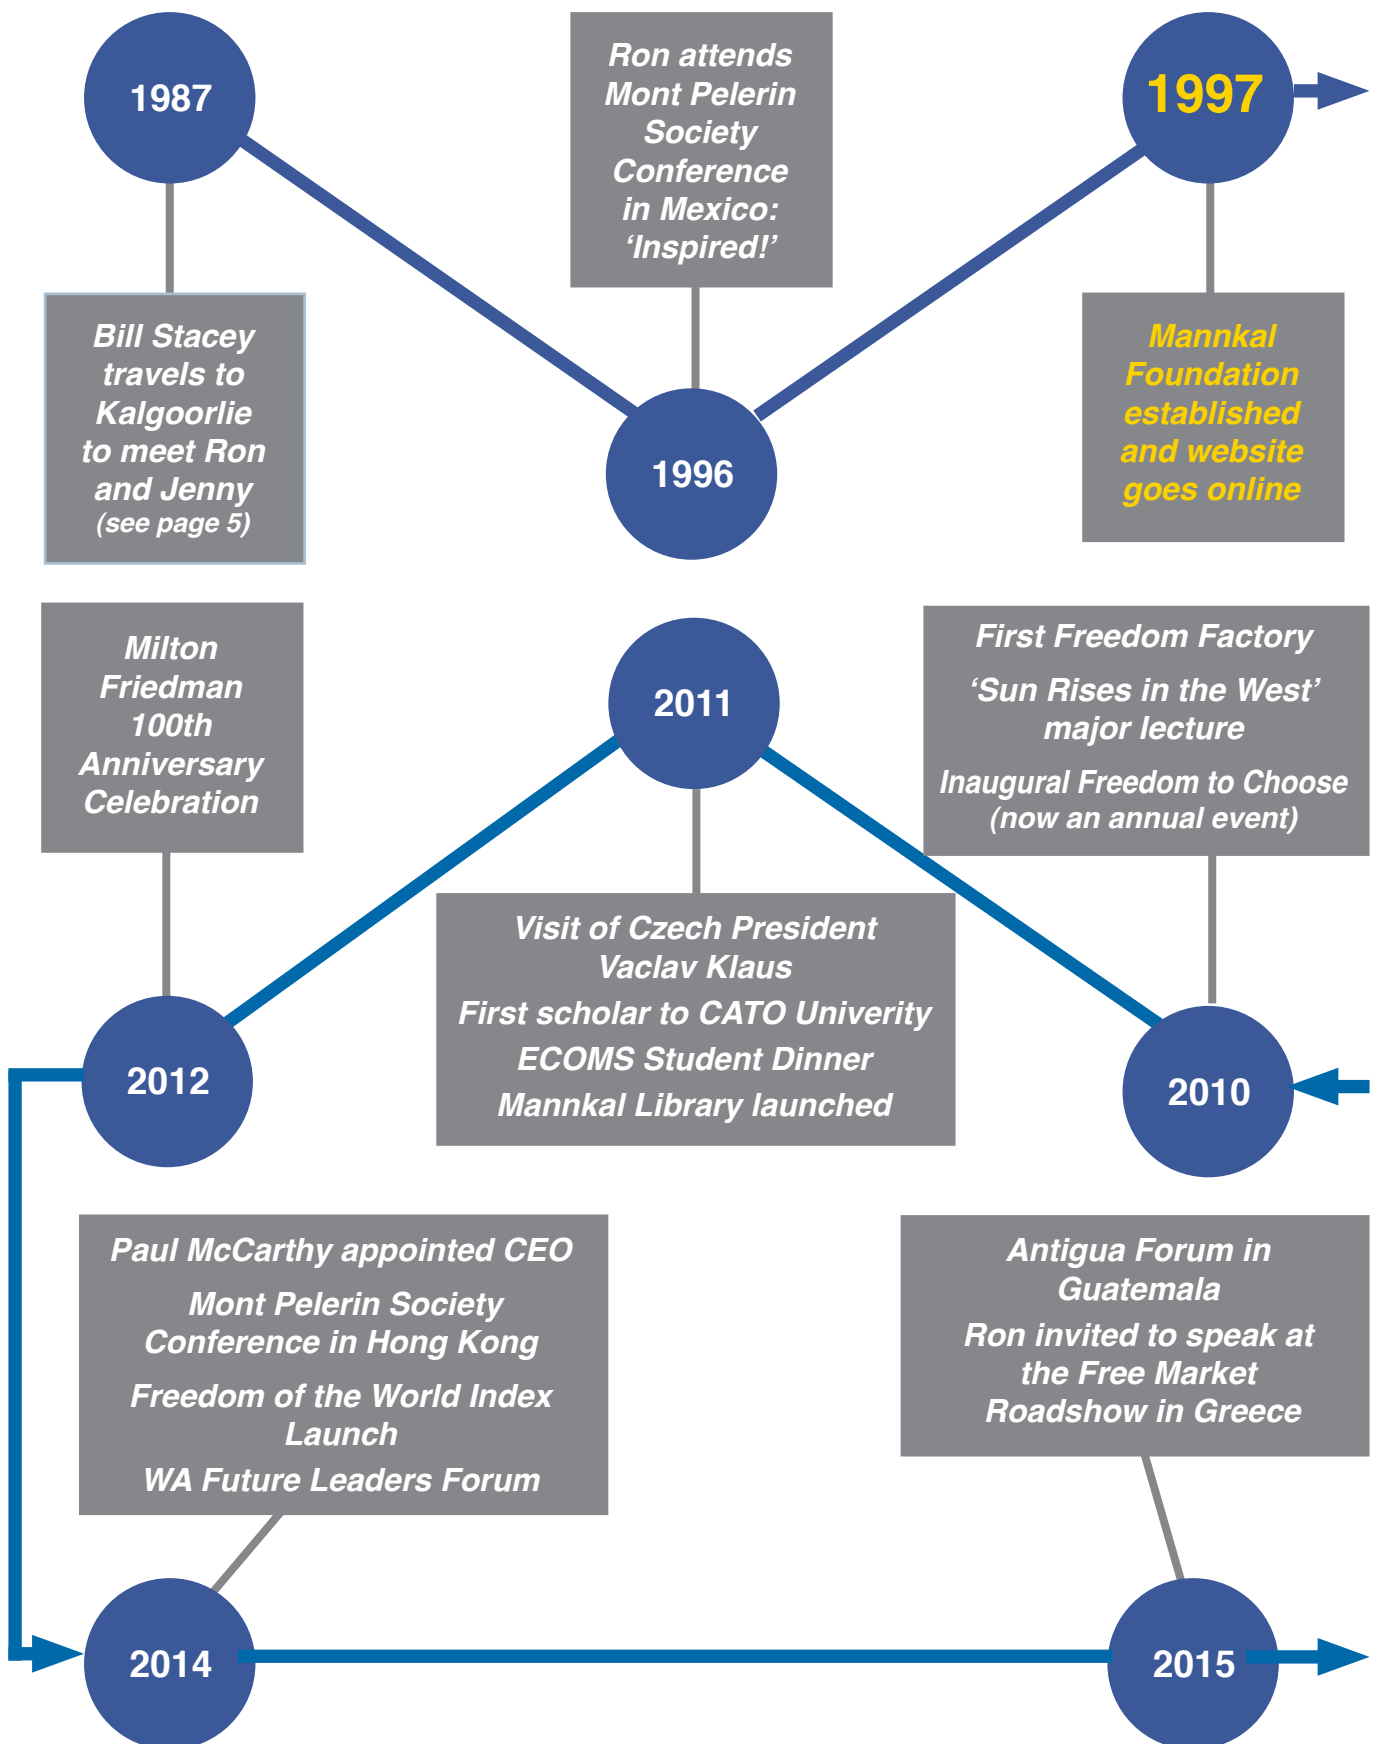 1987
Bill Stacey
travels to
Kalgoorlie
to meet Ron
and Jenny
(see page 5)
Ron attends
Mont Pelerin
Society
Conference
in Mexico:
‘Inspired!’
1996
1997
Mannkal
Foundation
established
and website
goes online
Milton
Friedman
100th
Anniversary
Celebration
2012
2011
Visit of Czech President
Vaclav Klaus
First scholar to CATO Univerity
ECOMS Student Dinner
Mannkal Library launched
First Freedom Factory
‘Sun Rises in the West’
major lecture
Inaugural Freedom to Choose
(now an annual event)
2010
Paul McCarthy appointed CEO
Mont Pelerin Society
Conference in Hong Kong
Freedom of the World Index
Launch
WA Future Leaders Forum
2014
Antigua Forum in
Guatemala
Ron invited to speak at
the Free Market
Roadshow in Greece
2015